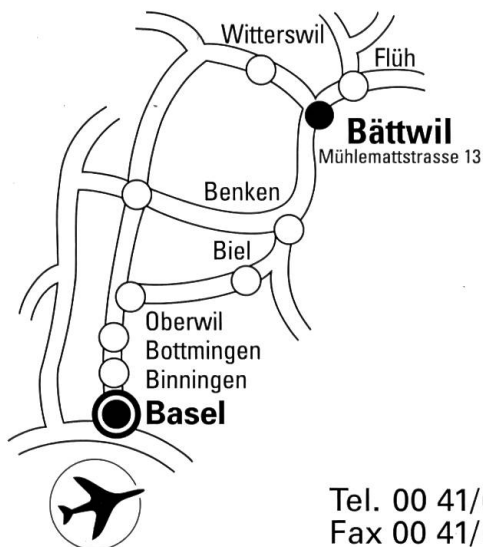 Witterswil
Flüh
Bättwil
Mühlemattstrasse 13
Benken
Biel
Oberwil
Bottmingen
Binningen
Basel
Tel. 00 41/
Fax 00 41/